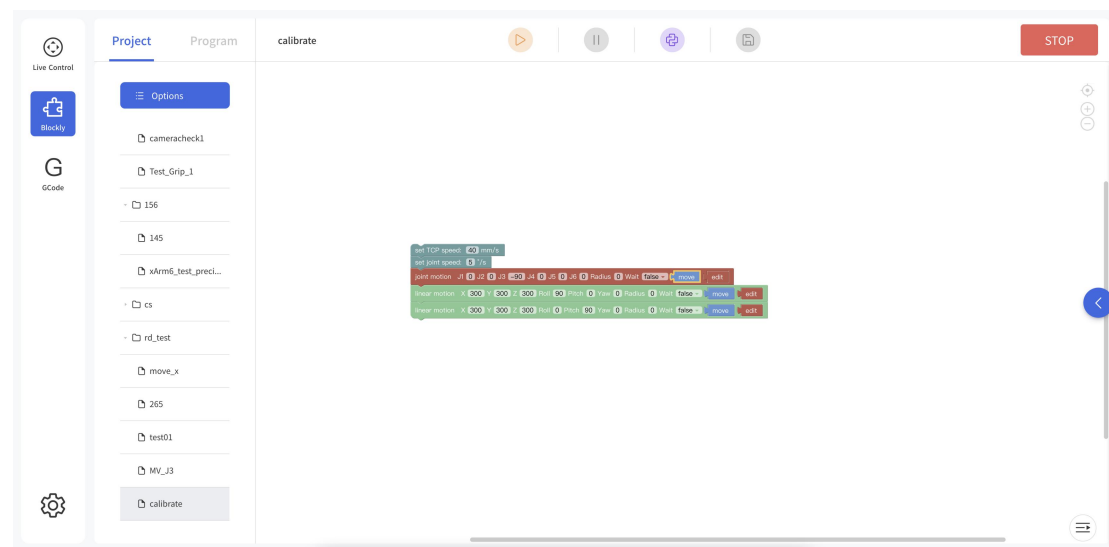 Live Control
Blockly
G
GCode
Project Program
Options
cameracheck1
Test_Grip_1
156
145
xArm6_test_preci...
cs
rd_test
move_x
265
test01
MV_J3
calibrate
calibrate
STOP
set TCP speed: 40 mm/s
set joint speed: 5 °/s
joint motion J1 0 J2 0 J3 -90 J4 0 J5 0 J6 0 Radius 0 Wait false move edit
linear motion X 300 Y 300 Z 300 Roll 90 Pitch 0 Yaw 0 Radius 0 Wait false move edit
linear motion X 300 Y 300 Z 300 Roll 0 Pitch 90 Yaw 0 Radius 0 Wait false move edit